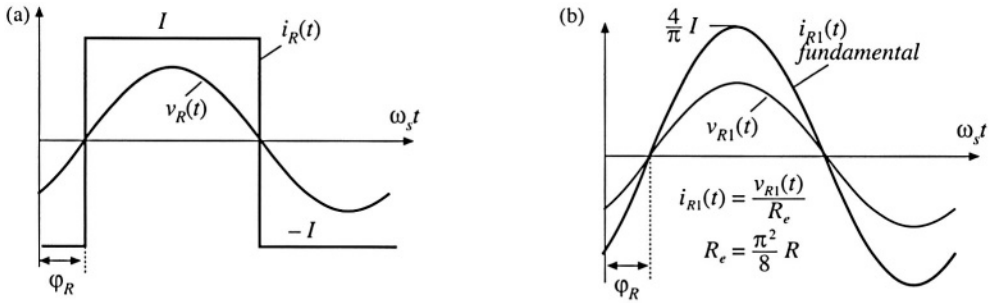 (a)
I
i_R(t)
v_R(t)
ω_s t
– I
φ_R
(b)
4/π I
i_R1(t)
fundamental
v_R1(t)
ω_s t
i_R1(t) = v_R1(t)/R_e
R_e = π²/8 R
φ_R